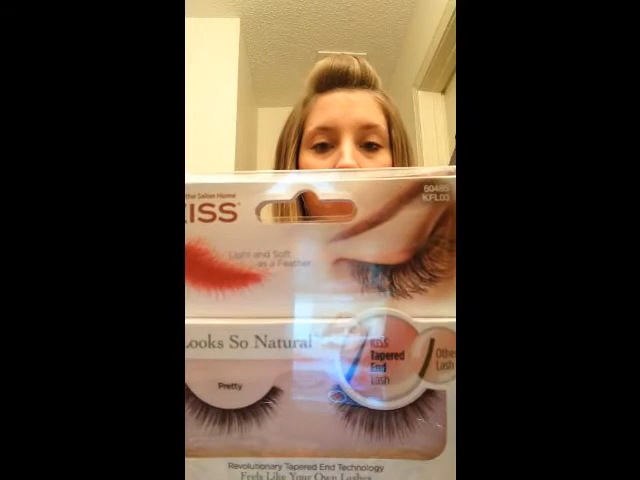 the Salon Home
KISS®
60485
KFL03
Light and Soft
as a Feather
Looks So Natural
KISS
Tapered
End
Lash
Other
Lash
Pretty
Revolutionary Tapered End Technology
Feels Like Your Own Lashes